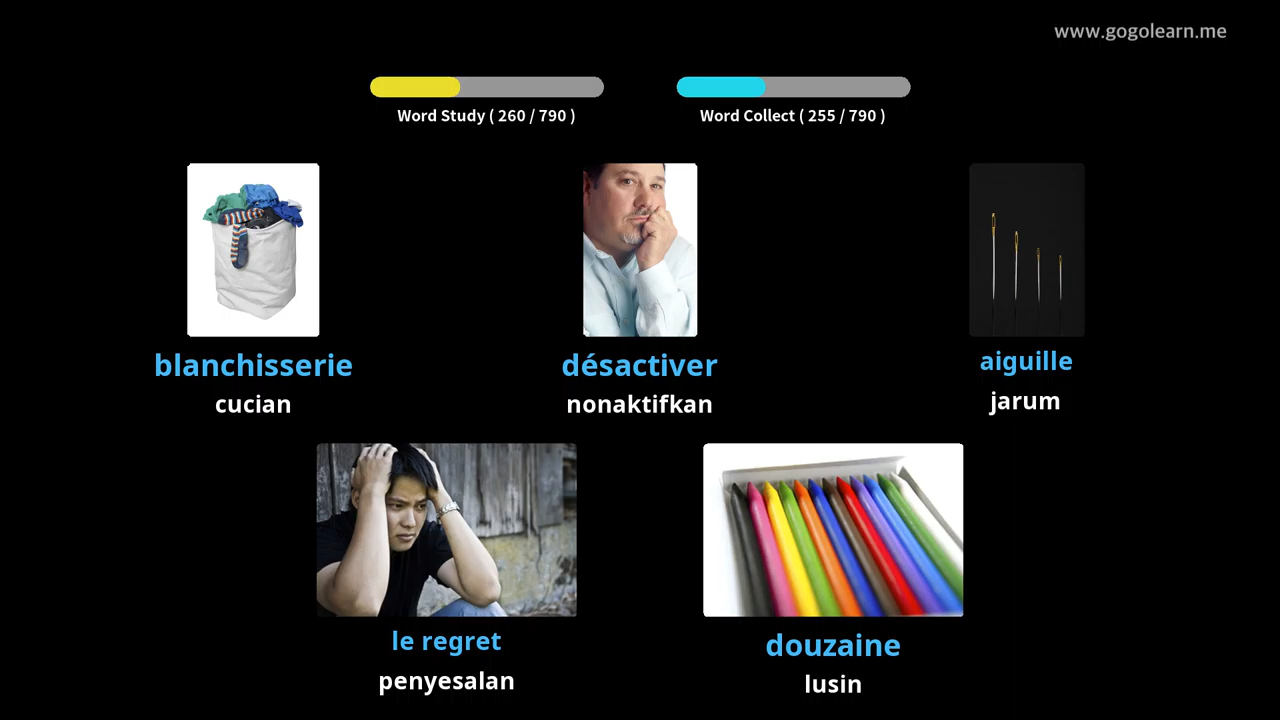 www.gogolearn.me
Word Study ( 260 / 790 )
Word Collect ( 255 / 790 )
blanchisserie
cucian
désactiver
nonaktifkan
aiguille
jarum
le regret
penyesalan
douzaine
lusin